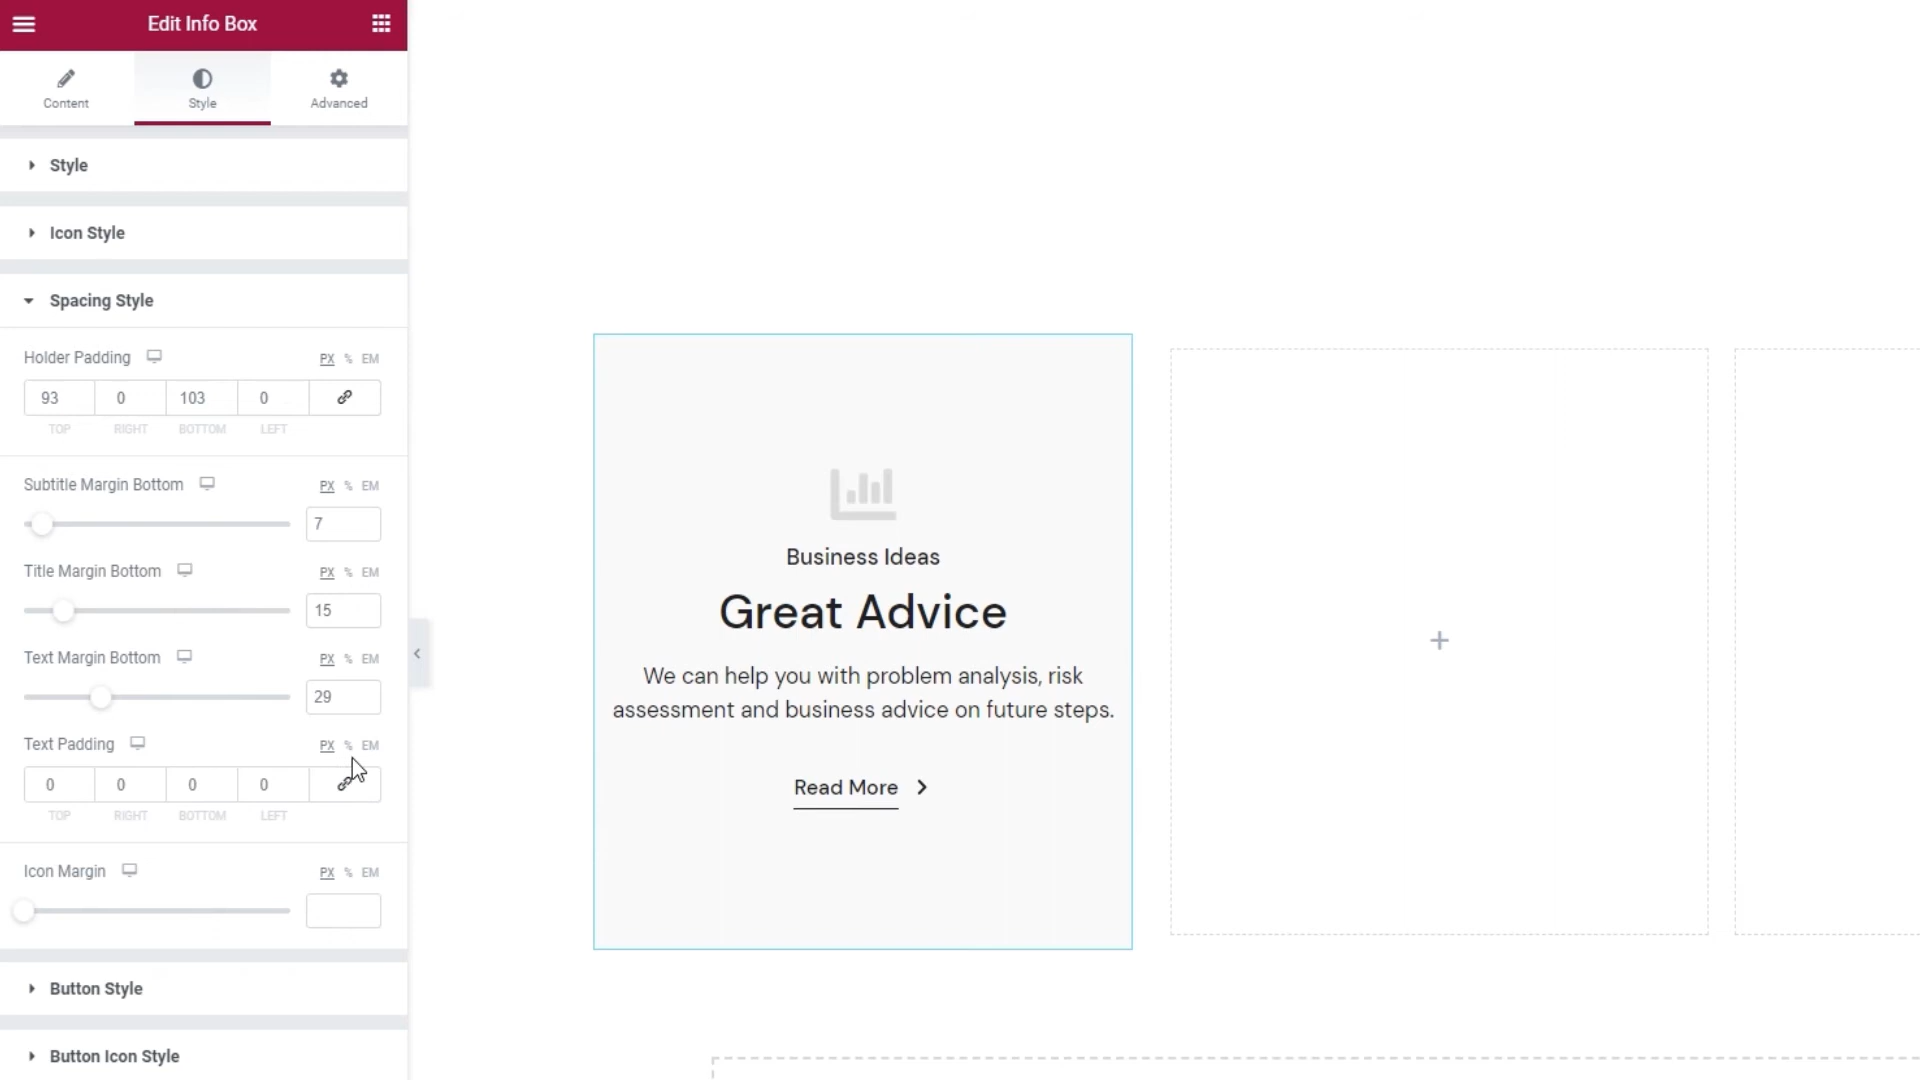 Edit Info Box
Content
Style
Advanced
Style
Icon Style
Spacing Style
Holder Padding PX % EM
93 0 103 0
TOP RIGHT BOTTOM LEFT
Subtitle Margin Bottom PX % EM
7
Title Margin Bottom PX % EM
15
Text Margin Bottom PX % EM
29
Text Padding PX % EM
0 0 0 0
TOP RIGHT BOTTOM LEFT
Icon Margin PX % EM
Button Style
Button Icon Style
Business Ideas
Great Advice
We can help you with problem analysis, risk
assessment and business advice on future steps.
Read More